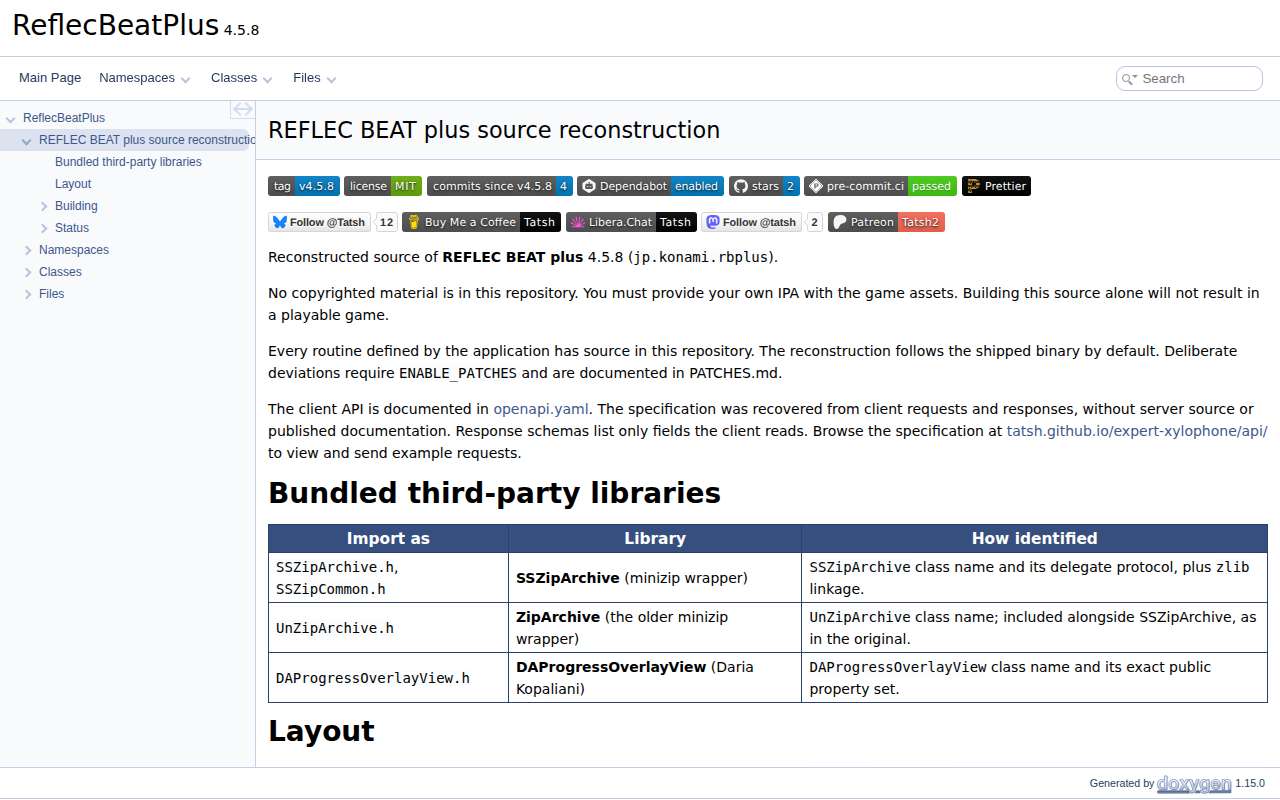 ReflecBeatPlus 4.5.8
Main Page Namespaces Classes Files Search
ReflecBeatPlus
REFLEC BEAT plus source reconstructio
Bundled third-party libraries
Layout
Building
Status
Namespaces
Classes
Files
REFLEC BEAT plus source reconstruction
tag v4.5.8 license MIT commits since v4.5.8 4 Dependabot enabled stars 2 pre-commit.ci passed Prettier
Follow @Tatsh 12 Buy Me a Coffee Tatsh Libera.Chat Tatsh Follow @tatsh 2 Patreon Tatsh2
Reconstructed source of REFLEC BEAT plus 4.5.8 (jp.konami.rbplus).
No copyrighted material is in this repository. You must provide your own IPA with the game assets. Building this source alone will not result in
a playable game.
Every routine defined by the application has source in this repository. The reconstruction follows the shipped binary by default. Deliberate
deviations require ENABLE_PATCHES and are documented in PATCHES.md.
The client API is documented in openapi.yaml. The specification was recovered from client requests and responses, without server source or
published documentation. Response schemas list only fields the client reads. Browse the specification at tatsh.github.io/expert-xylophone/api/
to view and send example requests.
Bundled third-party libraries
Import as Library How identified
SSZipArchive.h,
SSZipCommon.h
SSZipArchive (minizip wrapper)
SSZipArchive class name and its delegate protocol, plus zlib
linkage.
UnZipArchive.h
ZipArchive (the older minizip
wrapper)
UnZipArchive class name; included alongside SSZipArchive, as
in the original.
DAProgressOverlayView.h
DAProgressOverlayView (Daria
Kopaliani)
DAProgressOverlayView class name and its exact public
property set.
Layout
Generated by doxygen 1.15.0